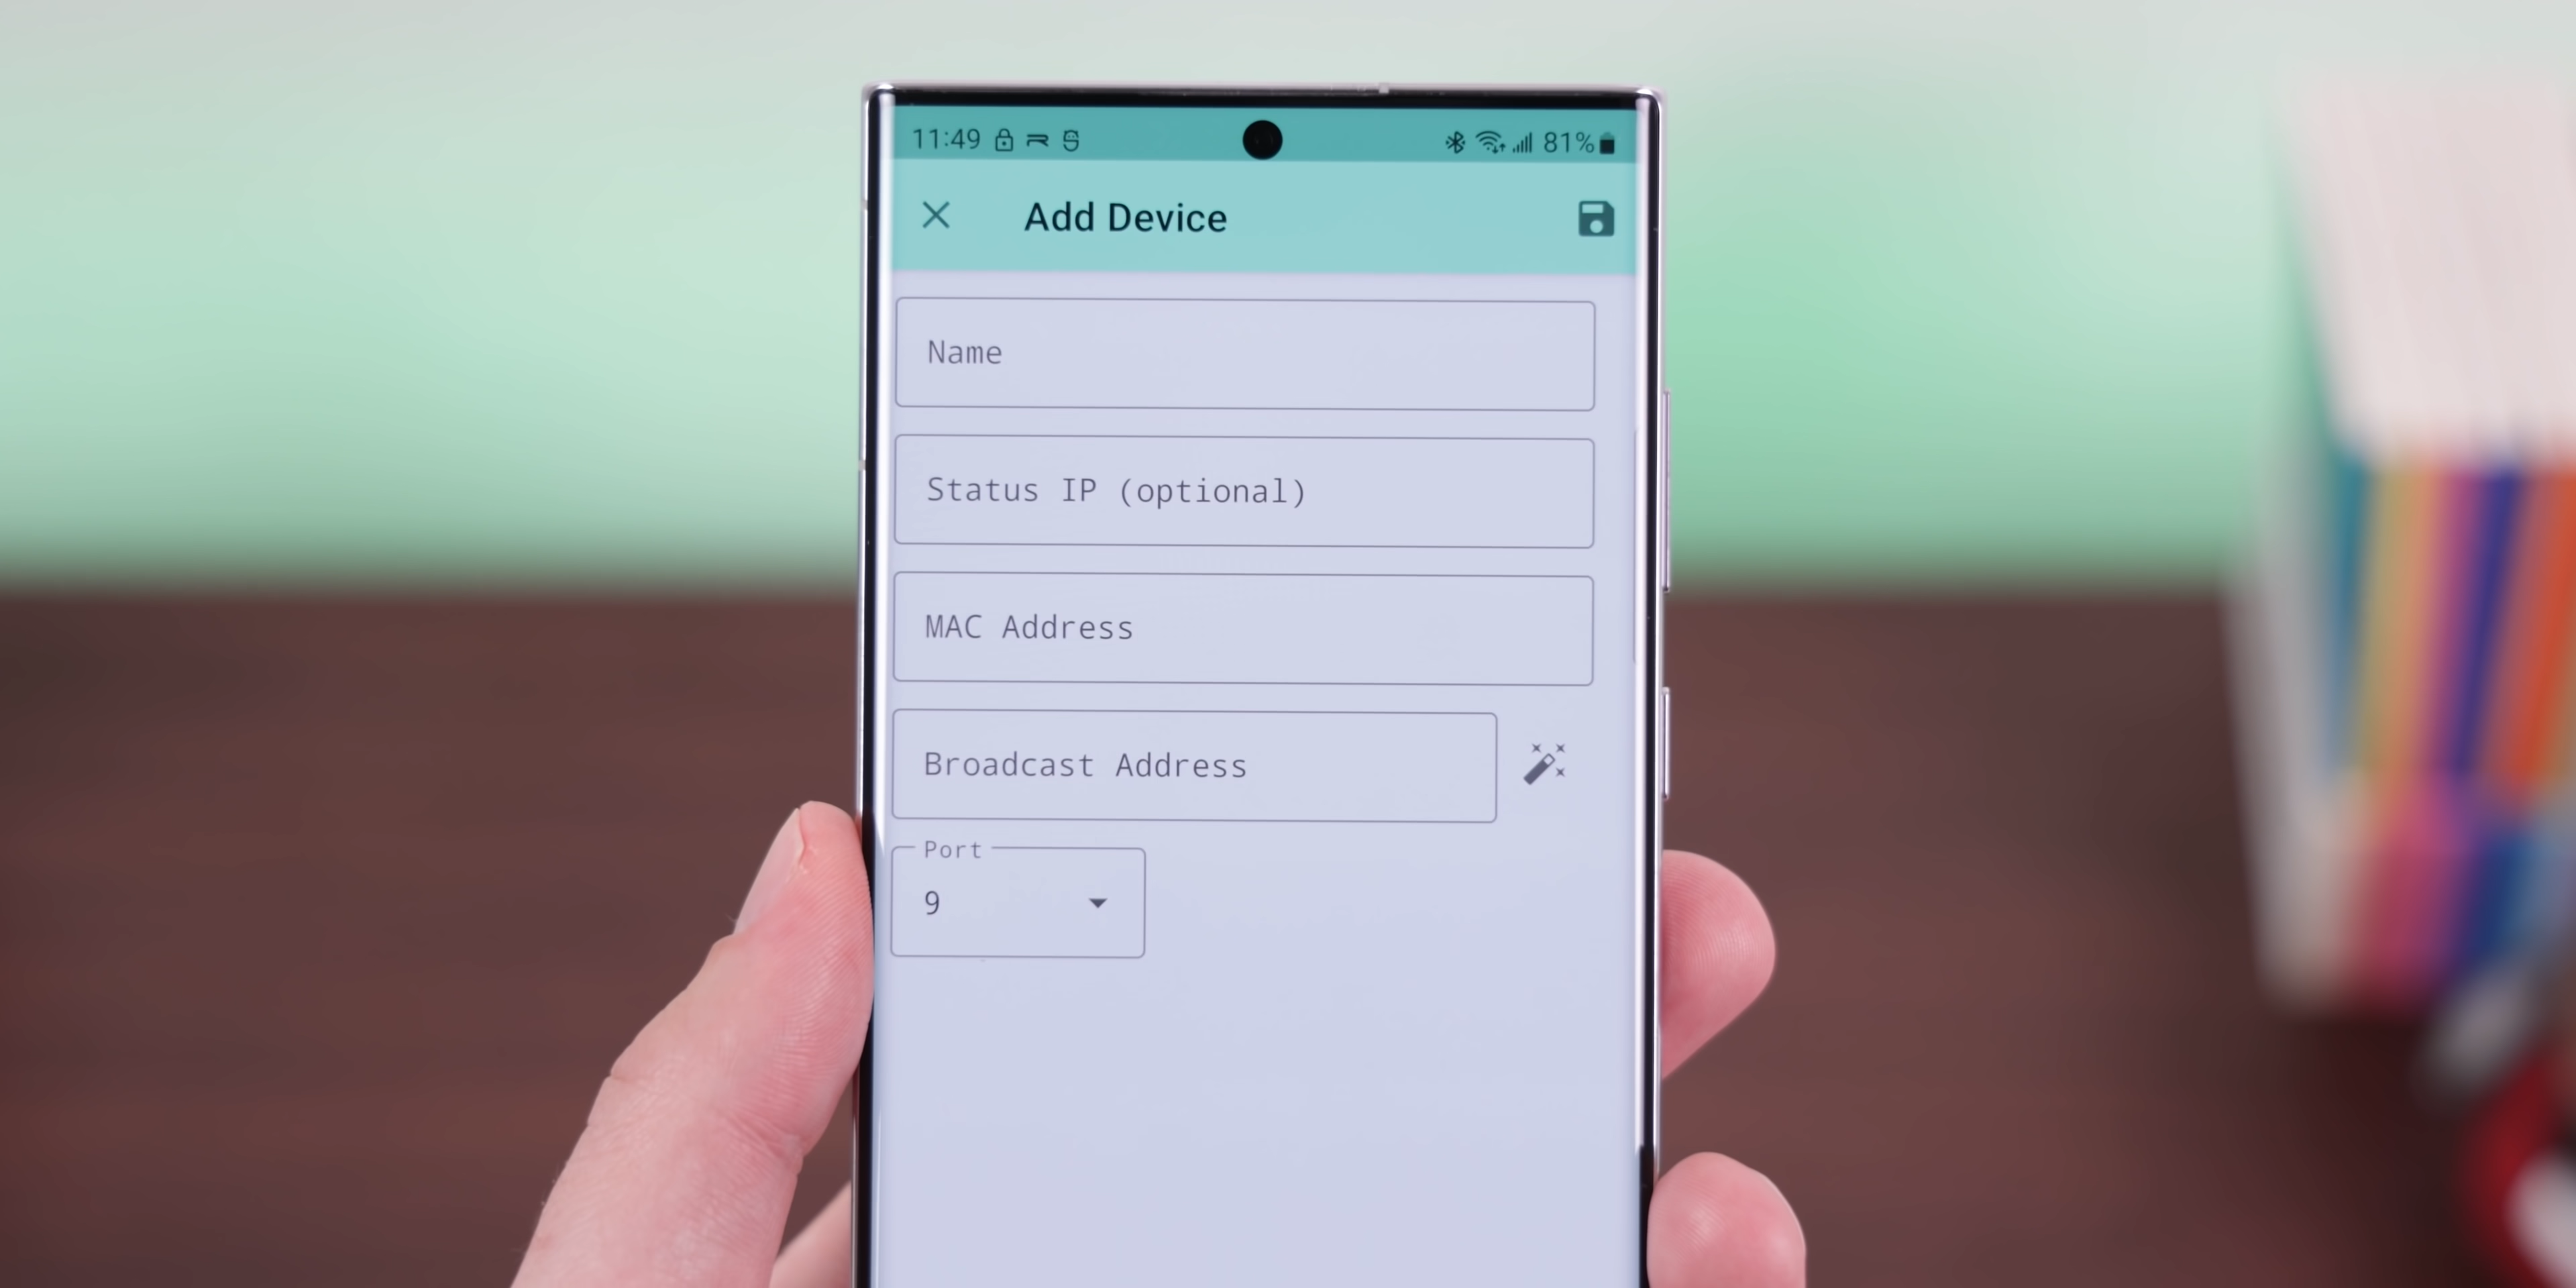 11:49 81%
Add Device
Name
Status IP (optional)
MAC Address
Broadcast Address
Port
9